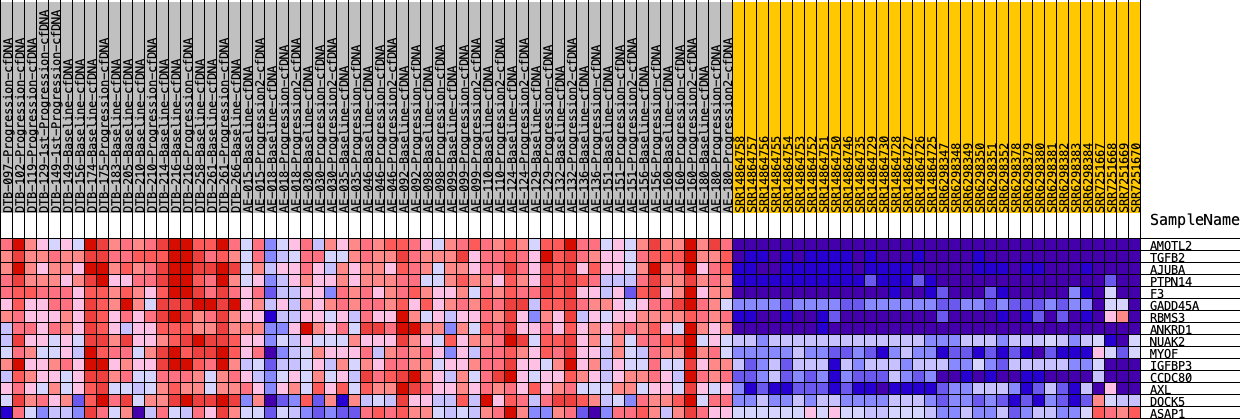 DTB-097-Progression-cfDNA
DTB-102-Progression-cfDNA
DTB-119-Progression-cfDNA
DTB-129-1st-Progression-cfDNA
DTB-149-1st-Progression-cfDNA
DTB-149-Baseline-cfDNA
DTB-156-Baseline-cfDNA
DTB-174-Baseline-cfDNA
DTB-175-Progression-cfDNA
DTB-183-Baseline-cfDNA
DTB-205-Baseline-cfDNA
DTB-209-Baseline-cfDNA
DTB-210-Progression-cfDNA
DTB-214-Baseline-cfDNA
DTB-216-Baseline-cfDNA
DTB-216-Progression-cfDNA
DTB-258-Baseline-cfDNA
DTB-261-Baseline-cfDNA
DTB-261-Progression-cfDNA
DTB-266-Baseline-cfDNA
AE-015-Baseline-cfDNA
AE-015-Progression2-cfDNA
AE-018-Baseline-cfDNA
AE-018-Progression-cfDNA
AE-018-Progression2-cfDNA
AE-030-Baseline-cfDNA
AE-030-Progression-cfDNA
AE-030-Progression2-cfDNA
AE-035-Baseline-cfDNA
AE-035-Progression2-cfDNA
AE-046-Baseline-cfDNA
AE-046-Progression-cfDNA
AE-046-Progression2-cfDNA
AE-092-Baseline-cfDNA
AE-092-Progression2-cfDNA
AE-098-Baseline-cfDNA
AE-098-Progression2-cfDNA
AE-099-Baseline-cfDNA
AE-099-Progression-cfDNA
AE-099-Progression2-cfDNA
AE-110-Baseline-cfDNA
AE-110-Progression2-cfDNA
AE-124-Baseline-cfDNA
AE-124-Progression2-cfDNA
AE-129-Baseline-cfDNA
AE-129-Progression2-cfDNA
AE-132-Baseline-cfDNA
AE-132-Progression2-cfDNA
AE-136-Baseline-cfDNA
AE-136-Progression-cfDNA
AE-151-Baseline-cfDNA
AE-151-Progression-cfDNA
AE-151-Progression2-cfDNA
AE-156-Baseline-cfDNA
AE-156-Progression2-cfDNA
AE-160-Baseline-cfDNA
AE-160-Progression-cfDNA
AE-160-Progression2-cfDNA
AE-180-Baseline-cfDNA
AE-180-Progression-cfDNA
AE-180-Progression2-cfDNA
SRR14864758
SRR14864757
SRR14864756
SRR14864755
SRR14864754
SRR14864753
SRR14864752
SRR14864751
SRR14864750
SRR14864746
SRR14864735
SRR14864729
SRR14864730
SRR14864728
SRR14864727
SRR14864726
SRR14864725
SRR6298347
SRR6298348
SRR6298349
SRR6298350
SRR6298351
SRR6298352
SRR6298378
SRR6298379
SRR6298380
SRR6298381
SRR6298382
SRR6298383
SRR6298384
SRR7251667
SRR7251668
SRR7251669
SRR7251670
SampleName
AMOTL2
TGFB2
AJUBA
PTPN14
F3
GADD45A
RBMS3
ANKRD1
NUAK2
MYOF
IGFBP3
CCDC80
AXL
DOCK5
ASAP1